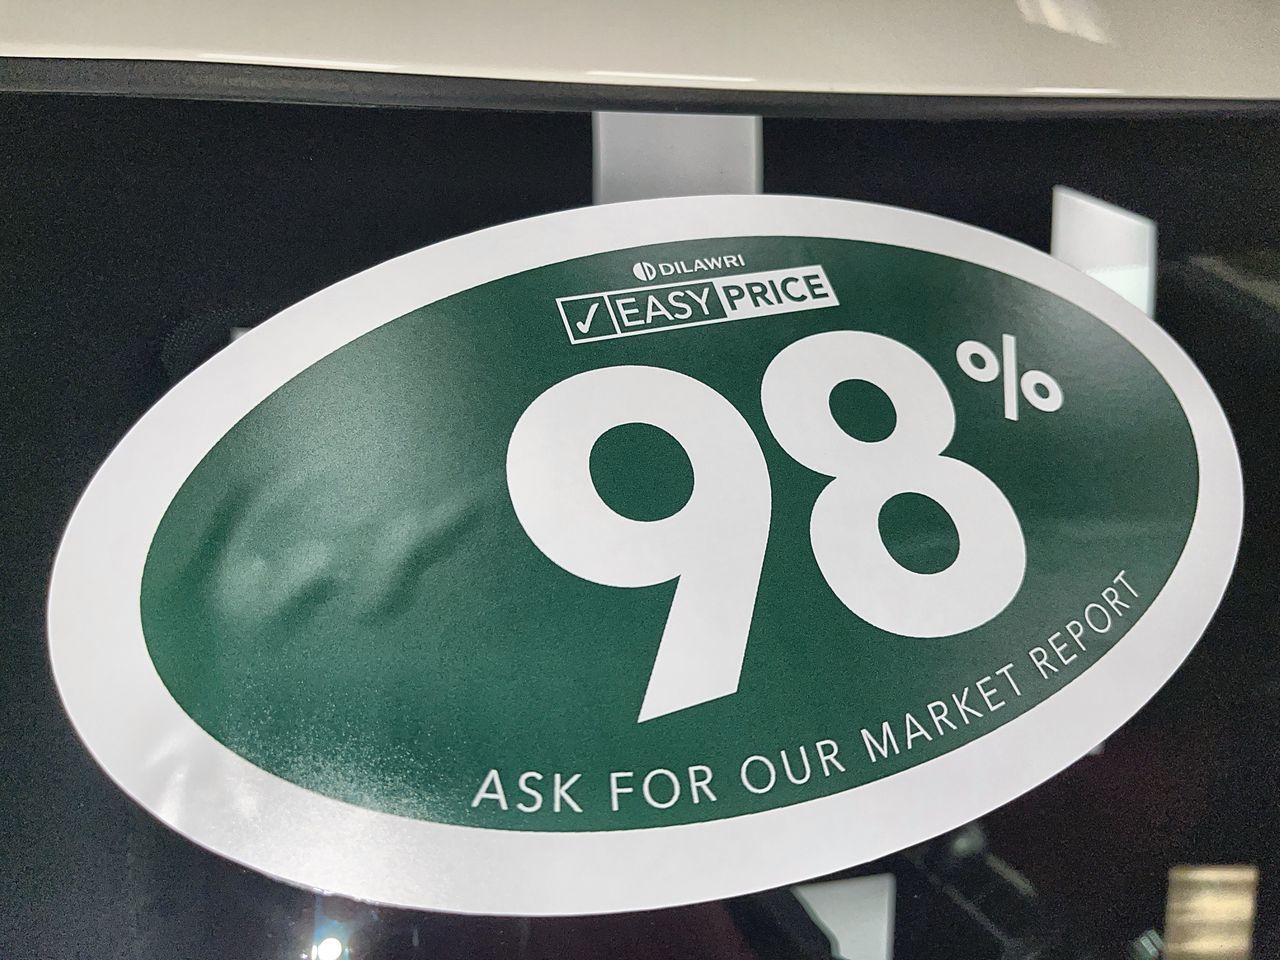 DILAWRI
✓ EASY PRICE
98%
ASK FOR OUR MARKET REPORT